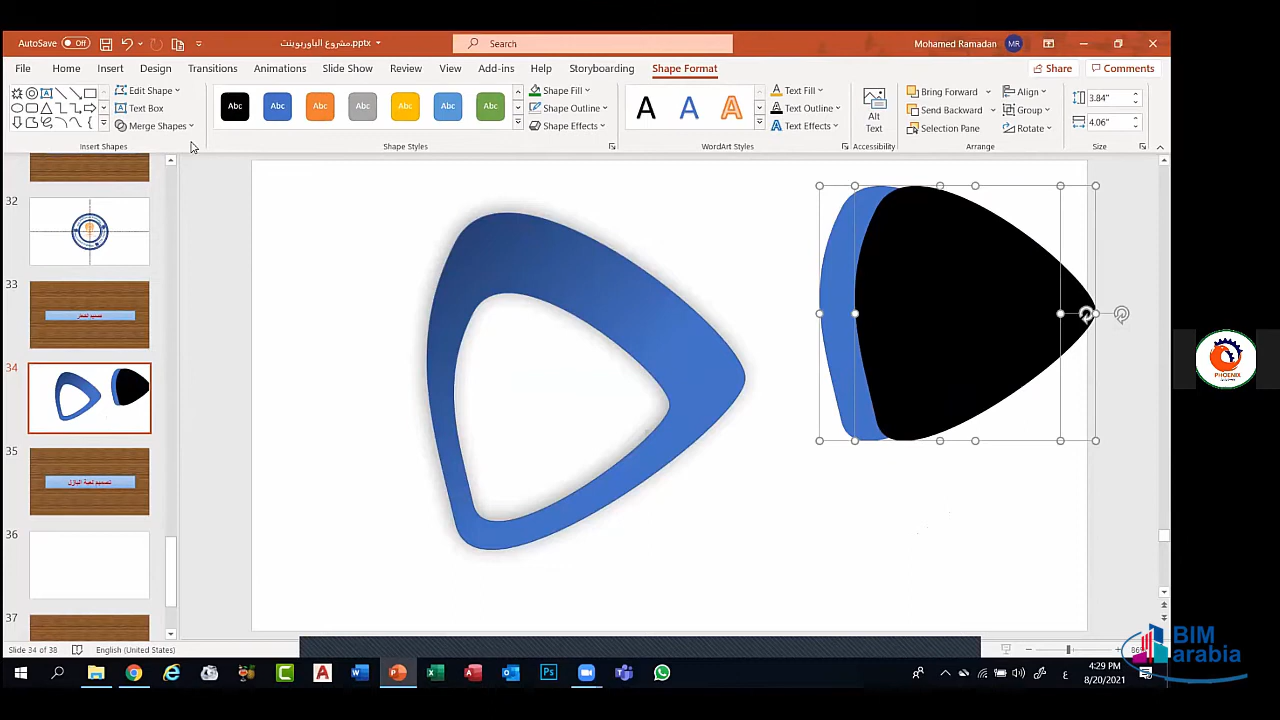 AutoSave Off
مشروع الباوربوينت.pptx
Search
Mohamed Ramadan MR
File Home Insert Design Transitions Animations Slide Show Review View Add-ins Help Storyboarding Shape Format
Share Comments
Edit Shape
Text Box
Merge Shapes
Insert Shapes
Abc Abc Abc Abc Abc Abc Abc
Shape Fill
Shape Outline
Shape Effects
Shape Styles
A A A
Text Fill
Text Outline
Text Effects
WordArt Styles
Alt
Text
Accessibility
Bring Forward
Send Backward
Selection Pane
Align
Group
Rotate
Arrange
3.84"
4.06"
Size
32
33
34
35
تصميم لعبة البازل
36
37
PHOENIX
Slide 34 of 38
English (United States)
BIM
arabia
4:29 PM
8/20/2021
ع